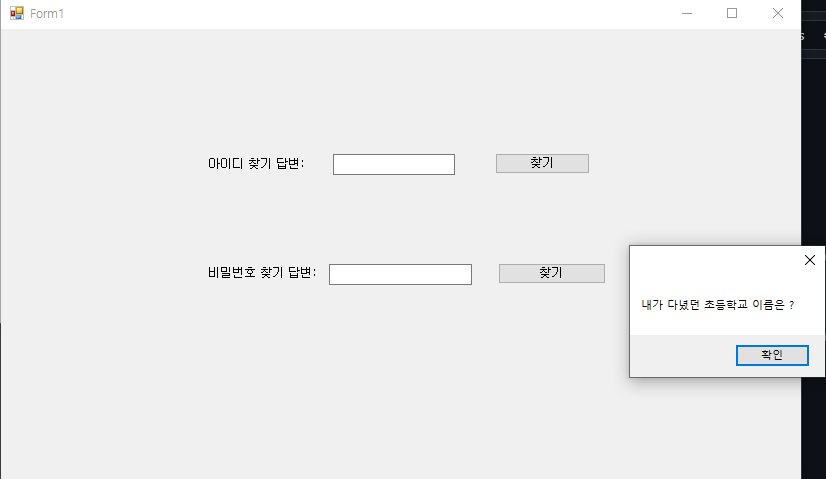 Form1
아이디 찾기 답변:
찾기
비밀번호 찾기 답변:
찾기
내가 다녔던 초등학교 이름은 ?
확인